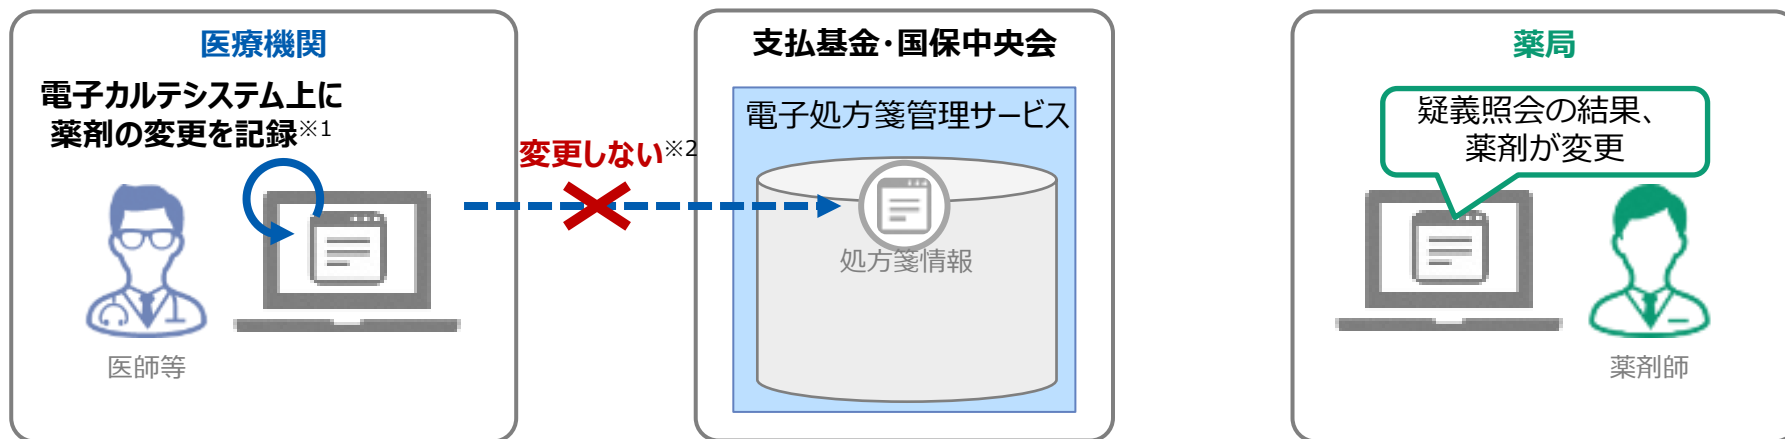 医療機関
電子カルテシステム上に
薬剤の変更を記録※1
医師等
変更しない※2
支払基金・国保中央会
電子処方箋管理サービス
処方箋情報
薬局
疑義照会の結果、
薬剤が変更
薬剤師